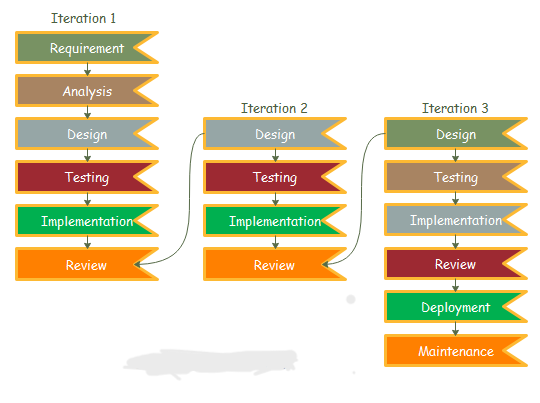 Iteration 1
Requirement
Analysis
Design
Testing
Implementation
Review
Iteration 2
Design
Testing
Implementation
Review
Iteration 3
Design
Testing
Implementation
Review
Deployment
Maintenance